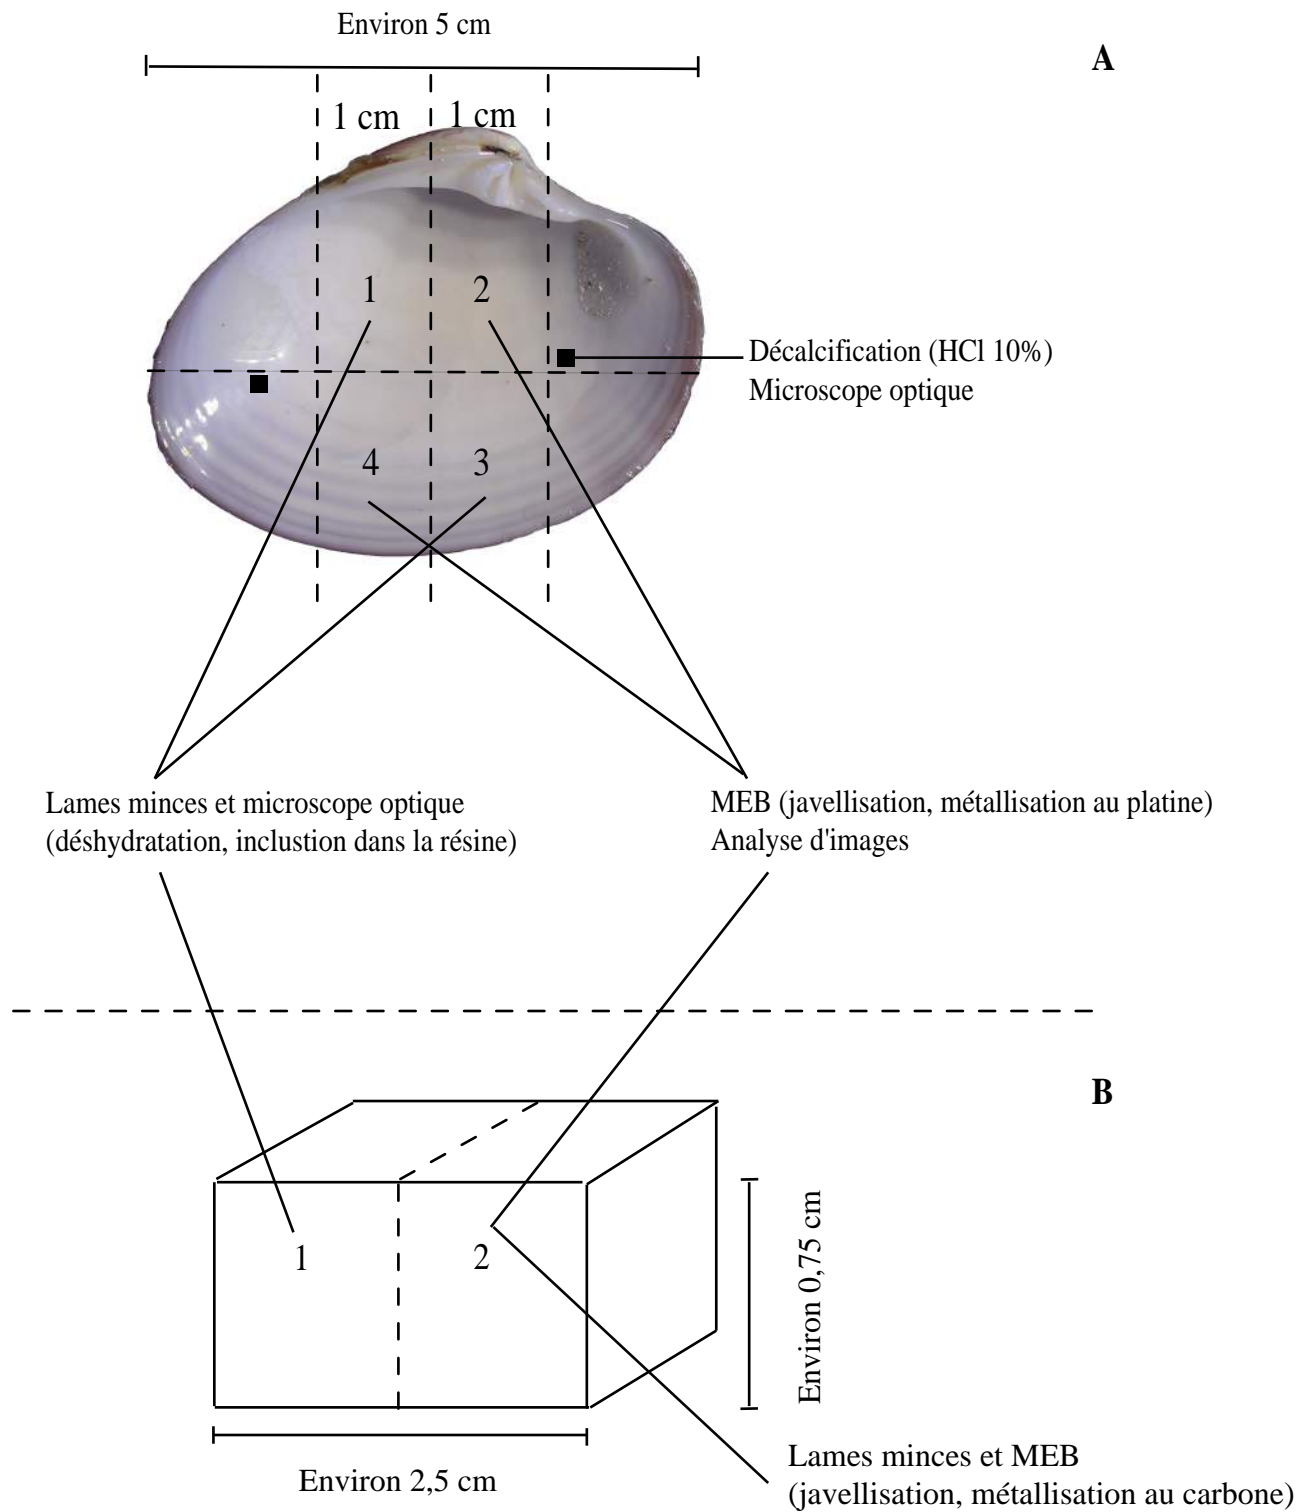 Environ 5 cm
A
1 cm 1 cm
1 2
Décalcification (HCl 10%)
Microscope optique
4 3
Lames minces et microscope optique
(déshydratation, inclustion dans la résine)
MEB (javellisation, métallisation au platine)
Analyse d'images
B
1 2
Environ 0,75 cm
Environ 2,5 cm
Lames minces et MEB
(javellisation, métallisation au carbone)